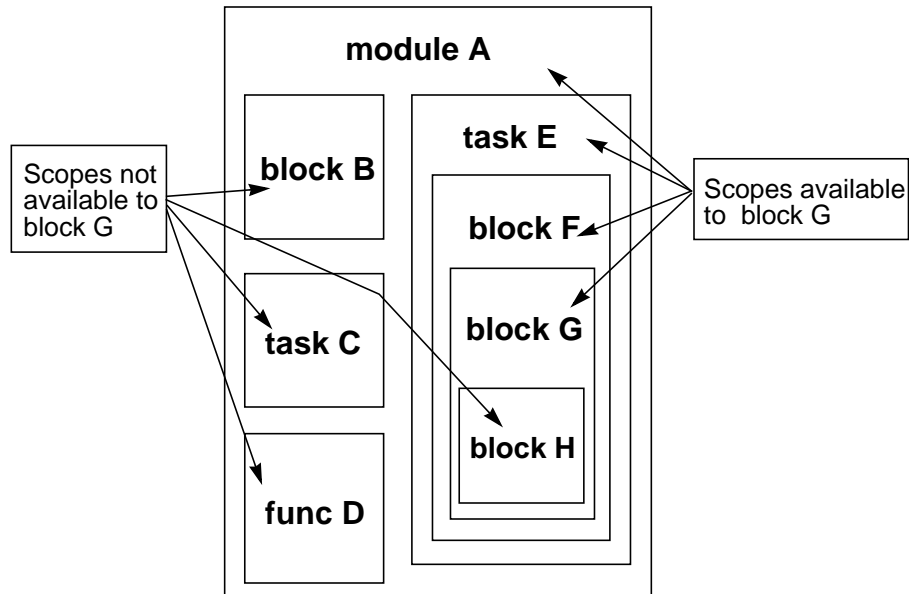 module A
block B
task E
Scopes not
available to
block G
Scopes available
to block G
block F
block G
task C
block H
func D